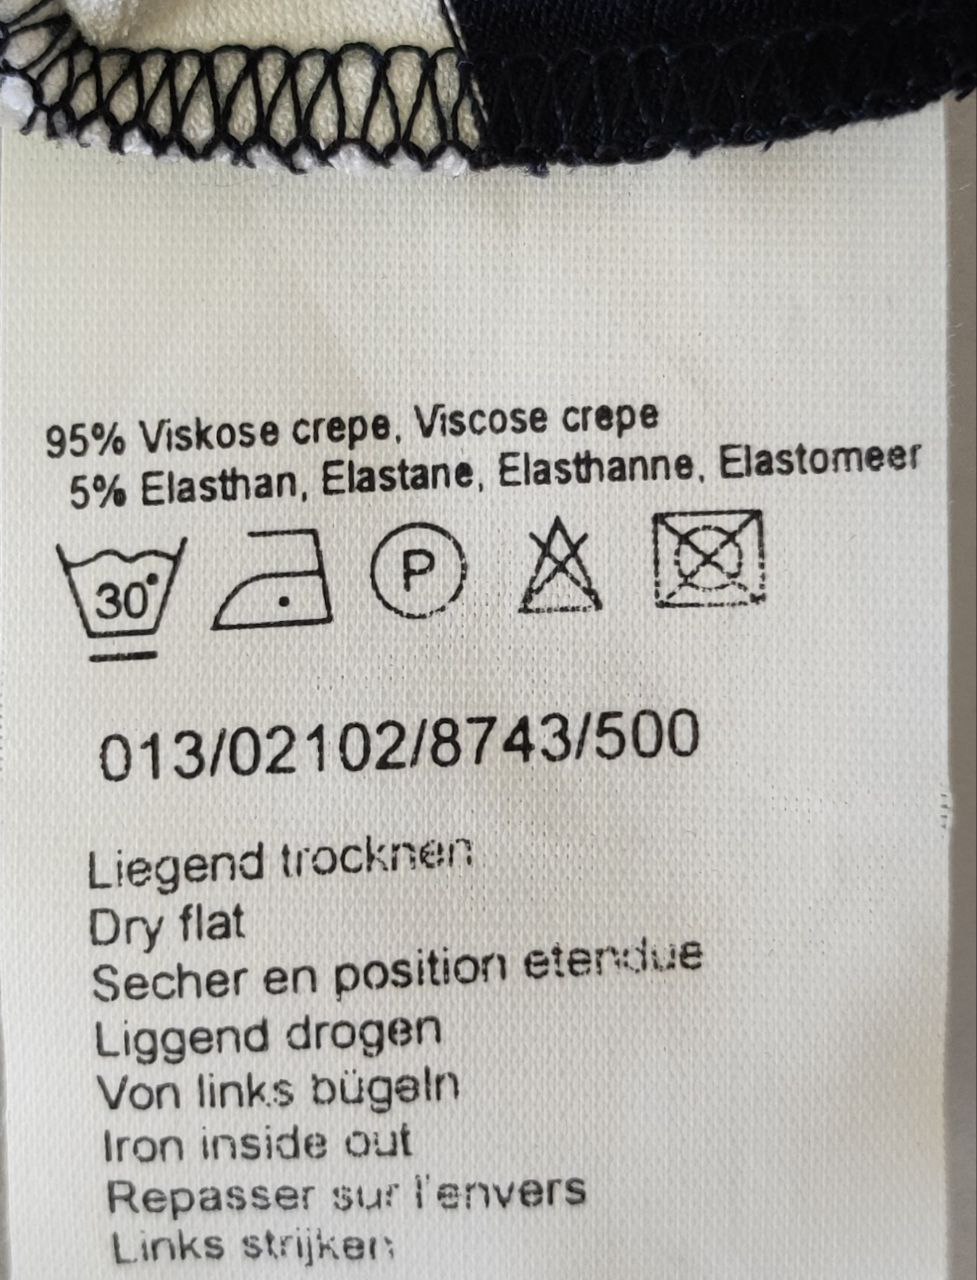 95% Viskose crepe, Viscose crepe
5% Elasthan, Elastane, Elasthanne, Elastomeer
30° P
013/02102/8743/500
Liegend trocknen
Dry flat
Secher en position etendue
Liggend drogen
Von links bügeln
Iron inside out
Repasser sur l'envers
Links strijken